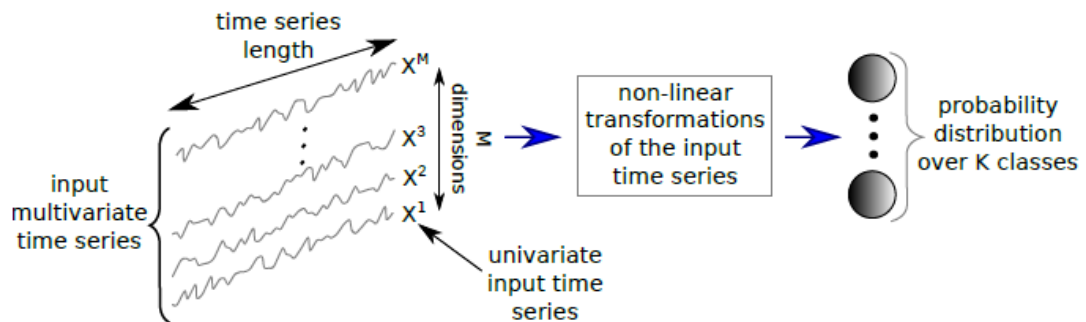 time series
length
X^M
X^3
X^2
X^1
M
dimensions
input
multivariate
time series
univariate
input time
series
non-linear
transformations
of the input
time series
probability
distribution
over K classes